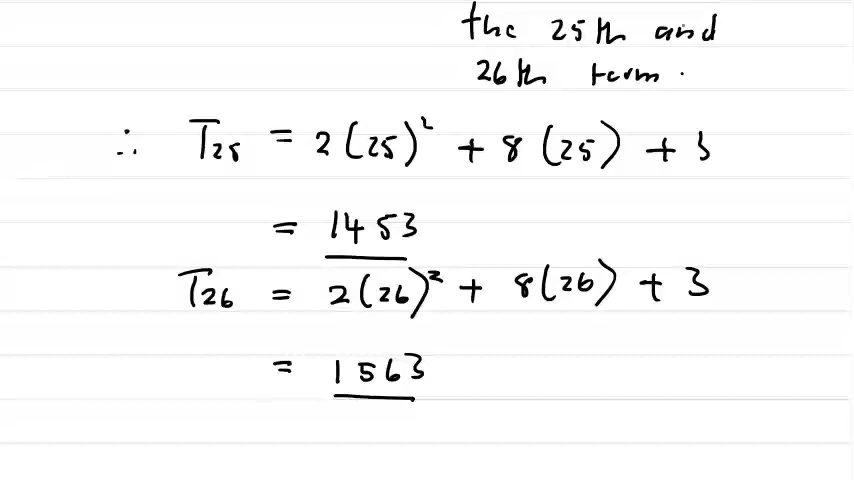 the 25th and
26th term.
∴ T₂₅ = 2(25)² + 8(25) + 3
= 1453
T₂₆ = 2(26)² + 8(26) + 3
= 1563